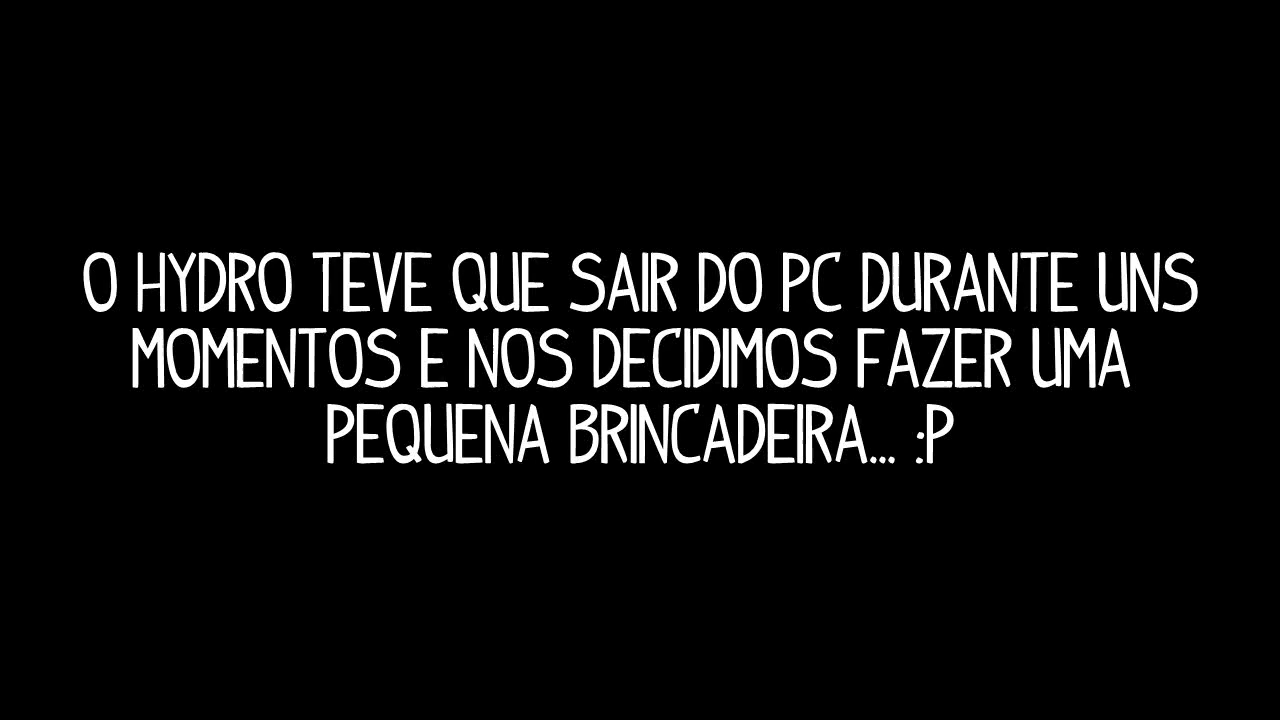 O HYDRO TEVE QUE SAIR DO PC DURANTE UNS
MOMENTOS E NOS DECIDIMOS FAZER UMA
PEQUENA BRINCADEIRA... :P